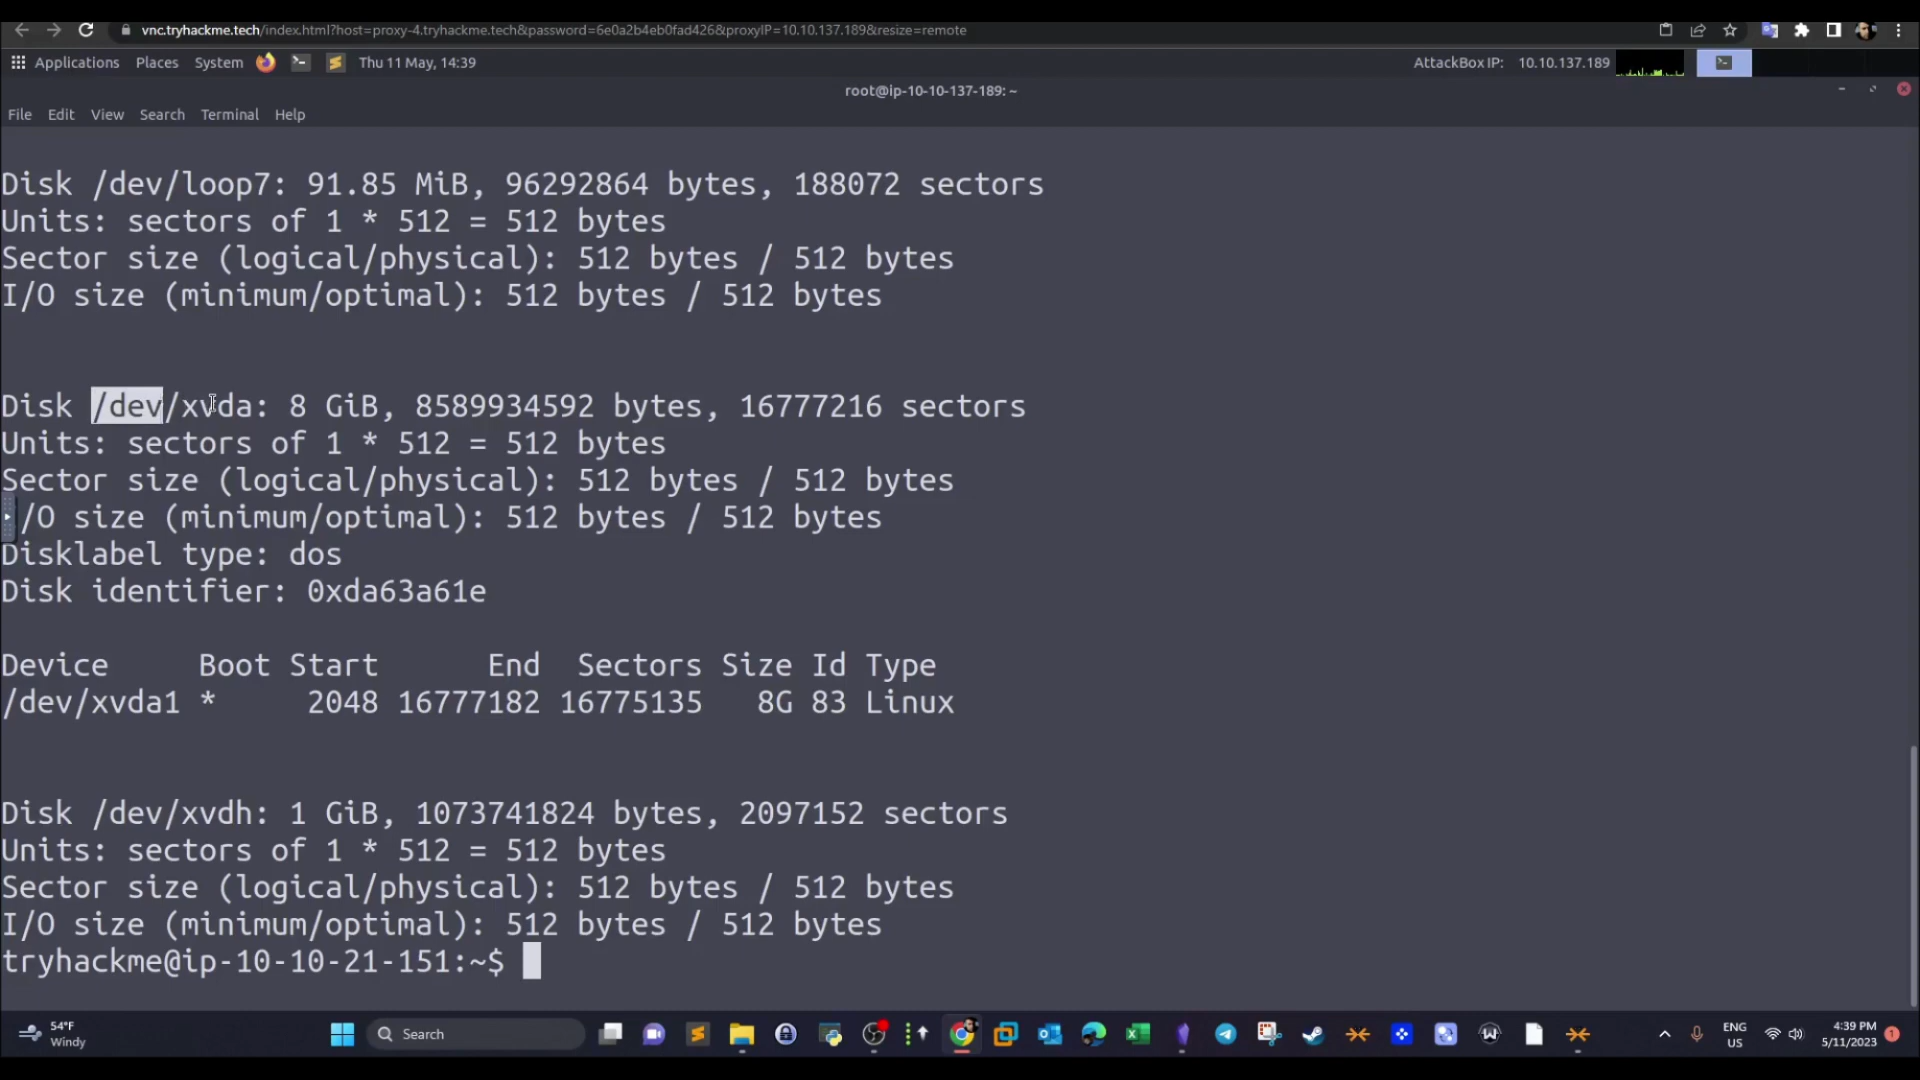 vnc.tryhackme.tech/index.html?host=proxy-4.tryhackme.tech&password=6e0a2b4eb0fad426&proxyIP=10.10.137.189&resize=remote
Applications Places System Thu 11 May, 14:39 AttackBox IP: 10.10.137.189
root@ip-10-10-137-189: ~
File Edit View Search Terminal Help
Disk /dev/loop7: 91.85 MiB, 96292864 bytes, 188072 sectors
Units: sectors of 1 * 512 = 512 bytes
Sector size (logical/physical): 512 bytes / 512 bytes
I/O size (minimum/optimal): 512 bytes / 512 bytes
Disk /dev/xvda: 8 GiB, 8589934592 bytes, 16777216 sectors
Units: sectors of 1 * 512 = 512 bytes
Sector size (logical/physical): 512 bytes / 512 bytes
/O size (minimum/optimal): 512 bytes / 512 bytes
Disklabel type: dos
Disk identifier: 0xda63a61e
Device Boot Start End Sectors Size Id Type
/dev/xvda1 * 2048 16777182 16775135 8G 83 Linux
Disk /dev/xvdh: 1 GiB, 1073741824 bytes, 2097152 sectors
Units: sectors of 1 * 512 = 512 bytes
Sector size (logical/physical): 512 bytes / 512 bytes
I/O size (minimum/optimal): 512 bytes / 512 bytes
tryhackme@ip-10-10-21-151:~$
54°F
Windy
Search
ENG
US
4:39 PM
5/11/2023
1